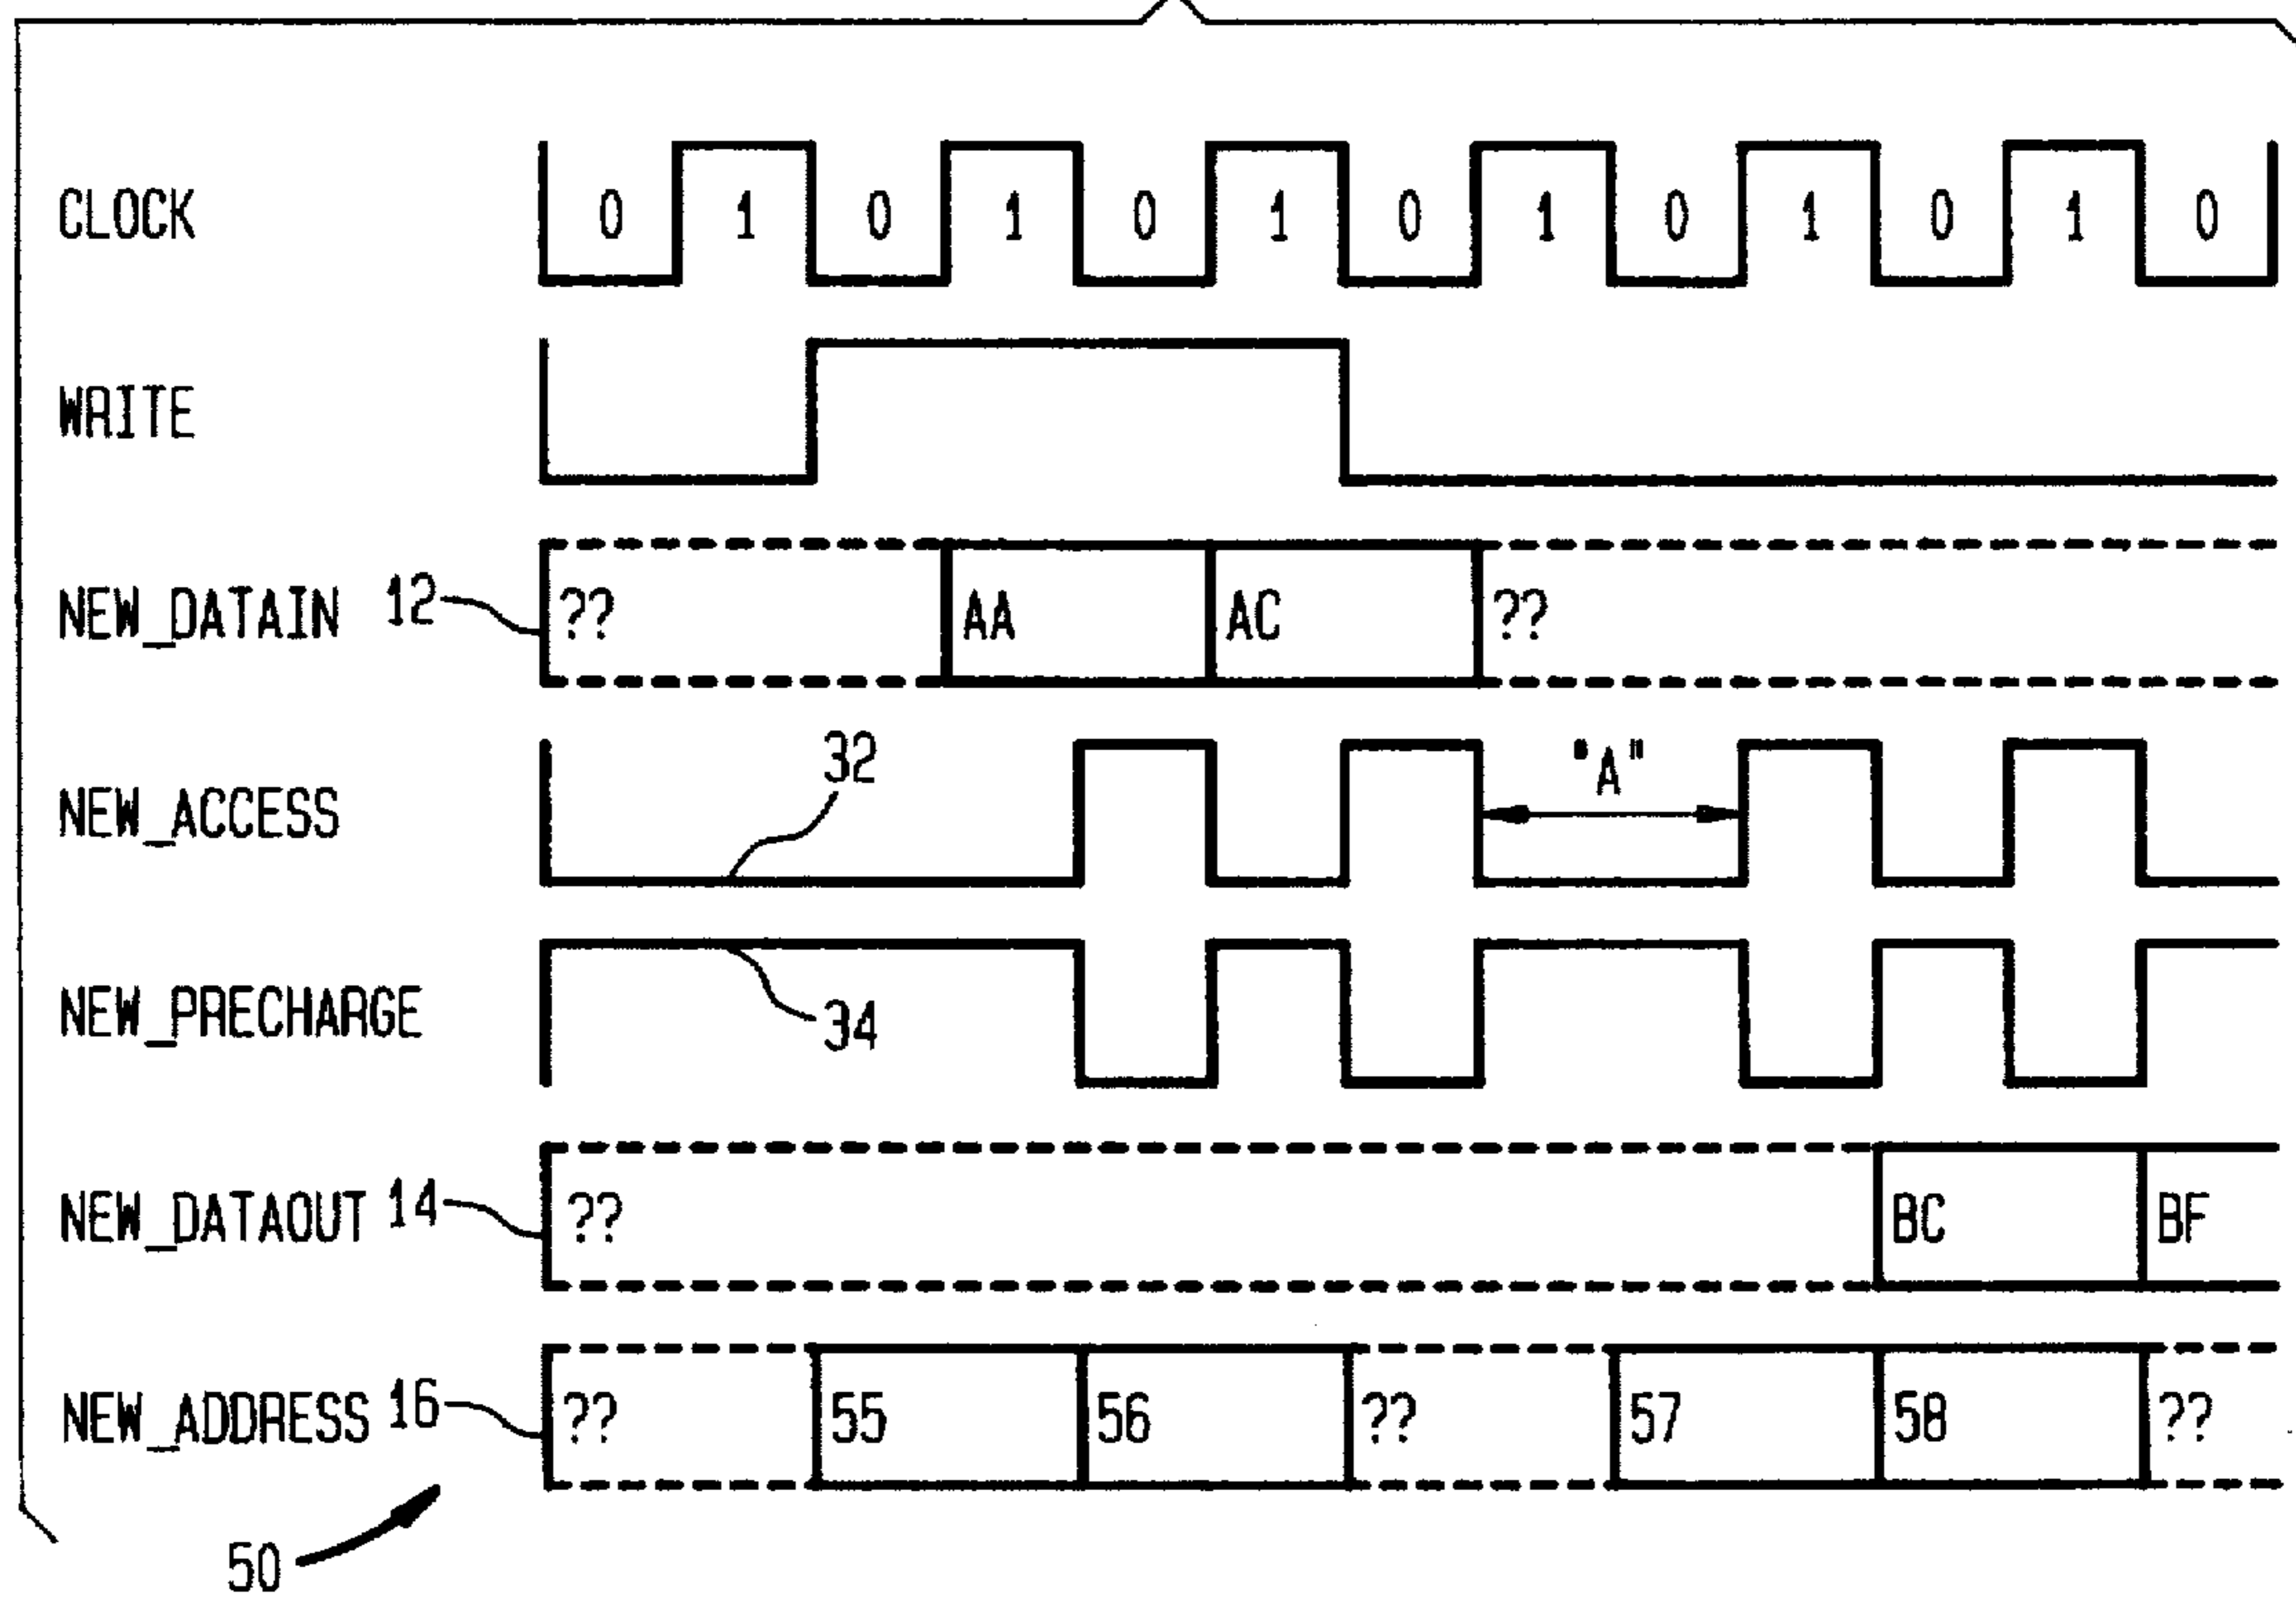 CLOCK 0 1 0 1 0 1 0 1 0 1 0 1 0
WRITE
NEW_DATAIN 12 ?? AA AC ??
NEW_ACCESS 32 "A"
NEW_PRECHARGE 34
NEW_DATAOUT 14 ?? BC BF
NEW_ADDRESS 16 ?? 55 56 ?? 57 58 ??
50